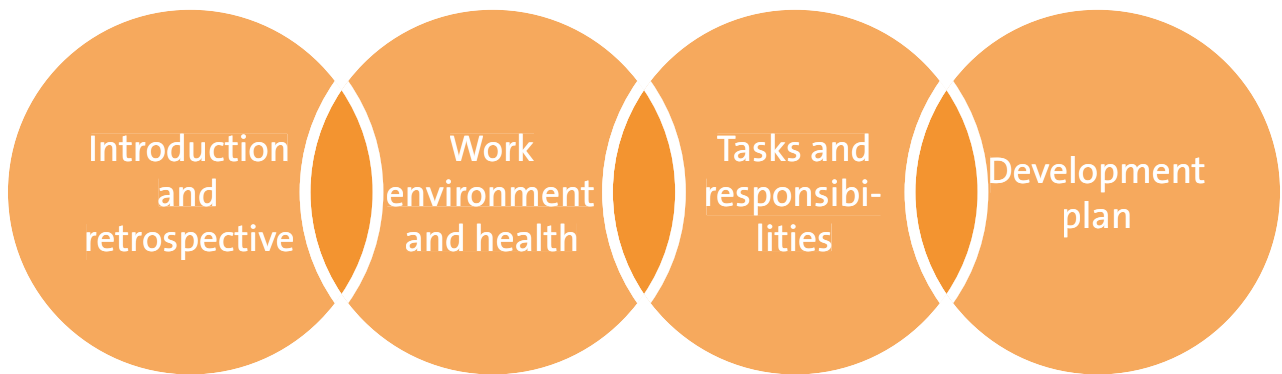 Introduction
and
retrospective
Work
environment
and health
Tasks and
responsibi-
lities
Development
plan